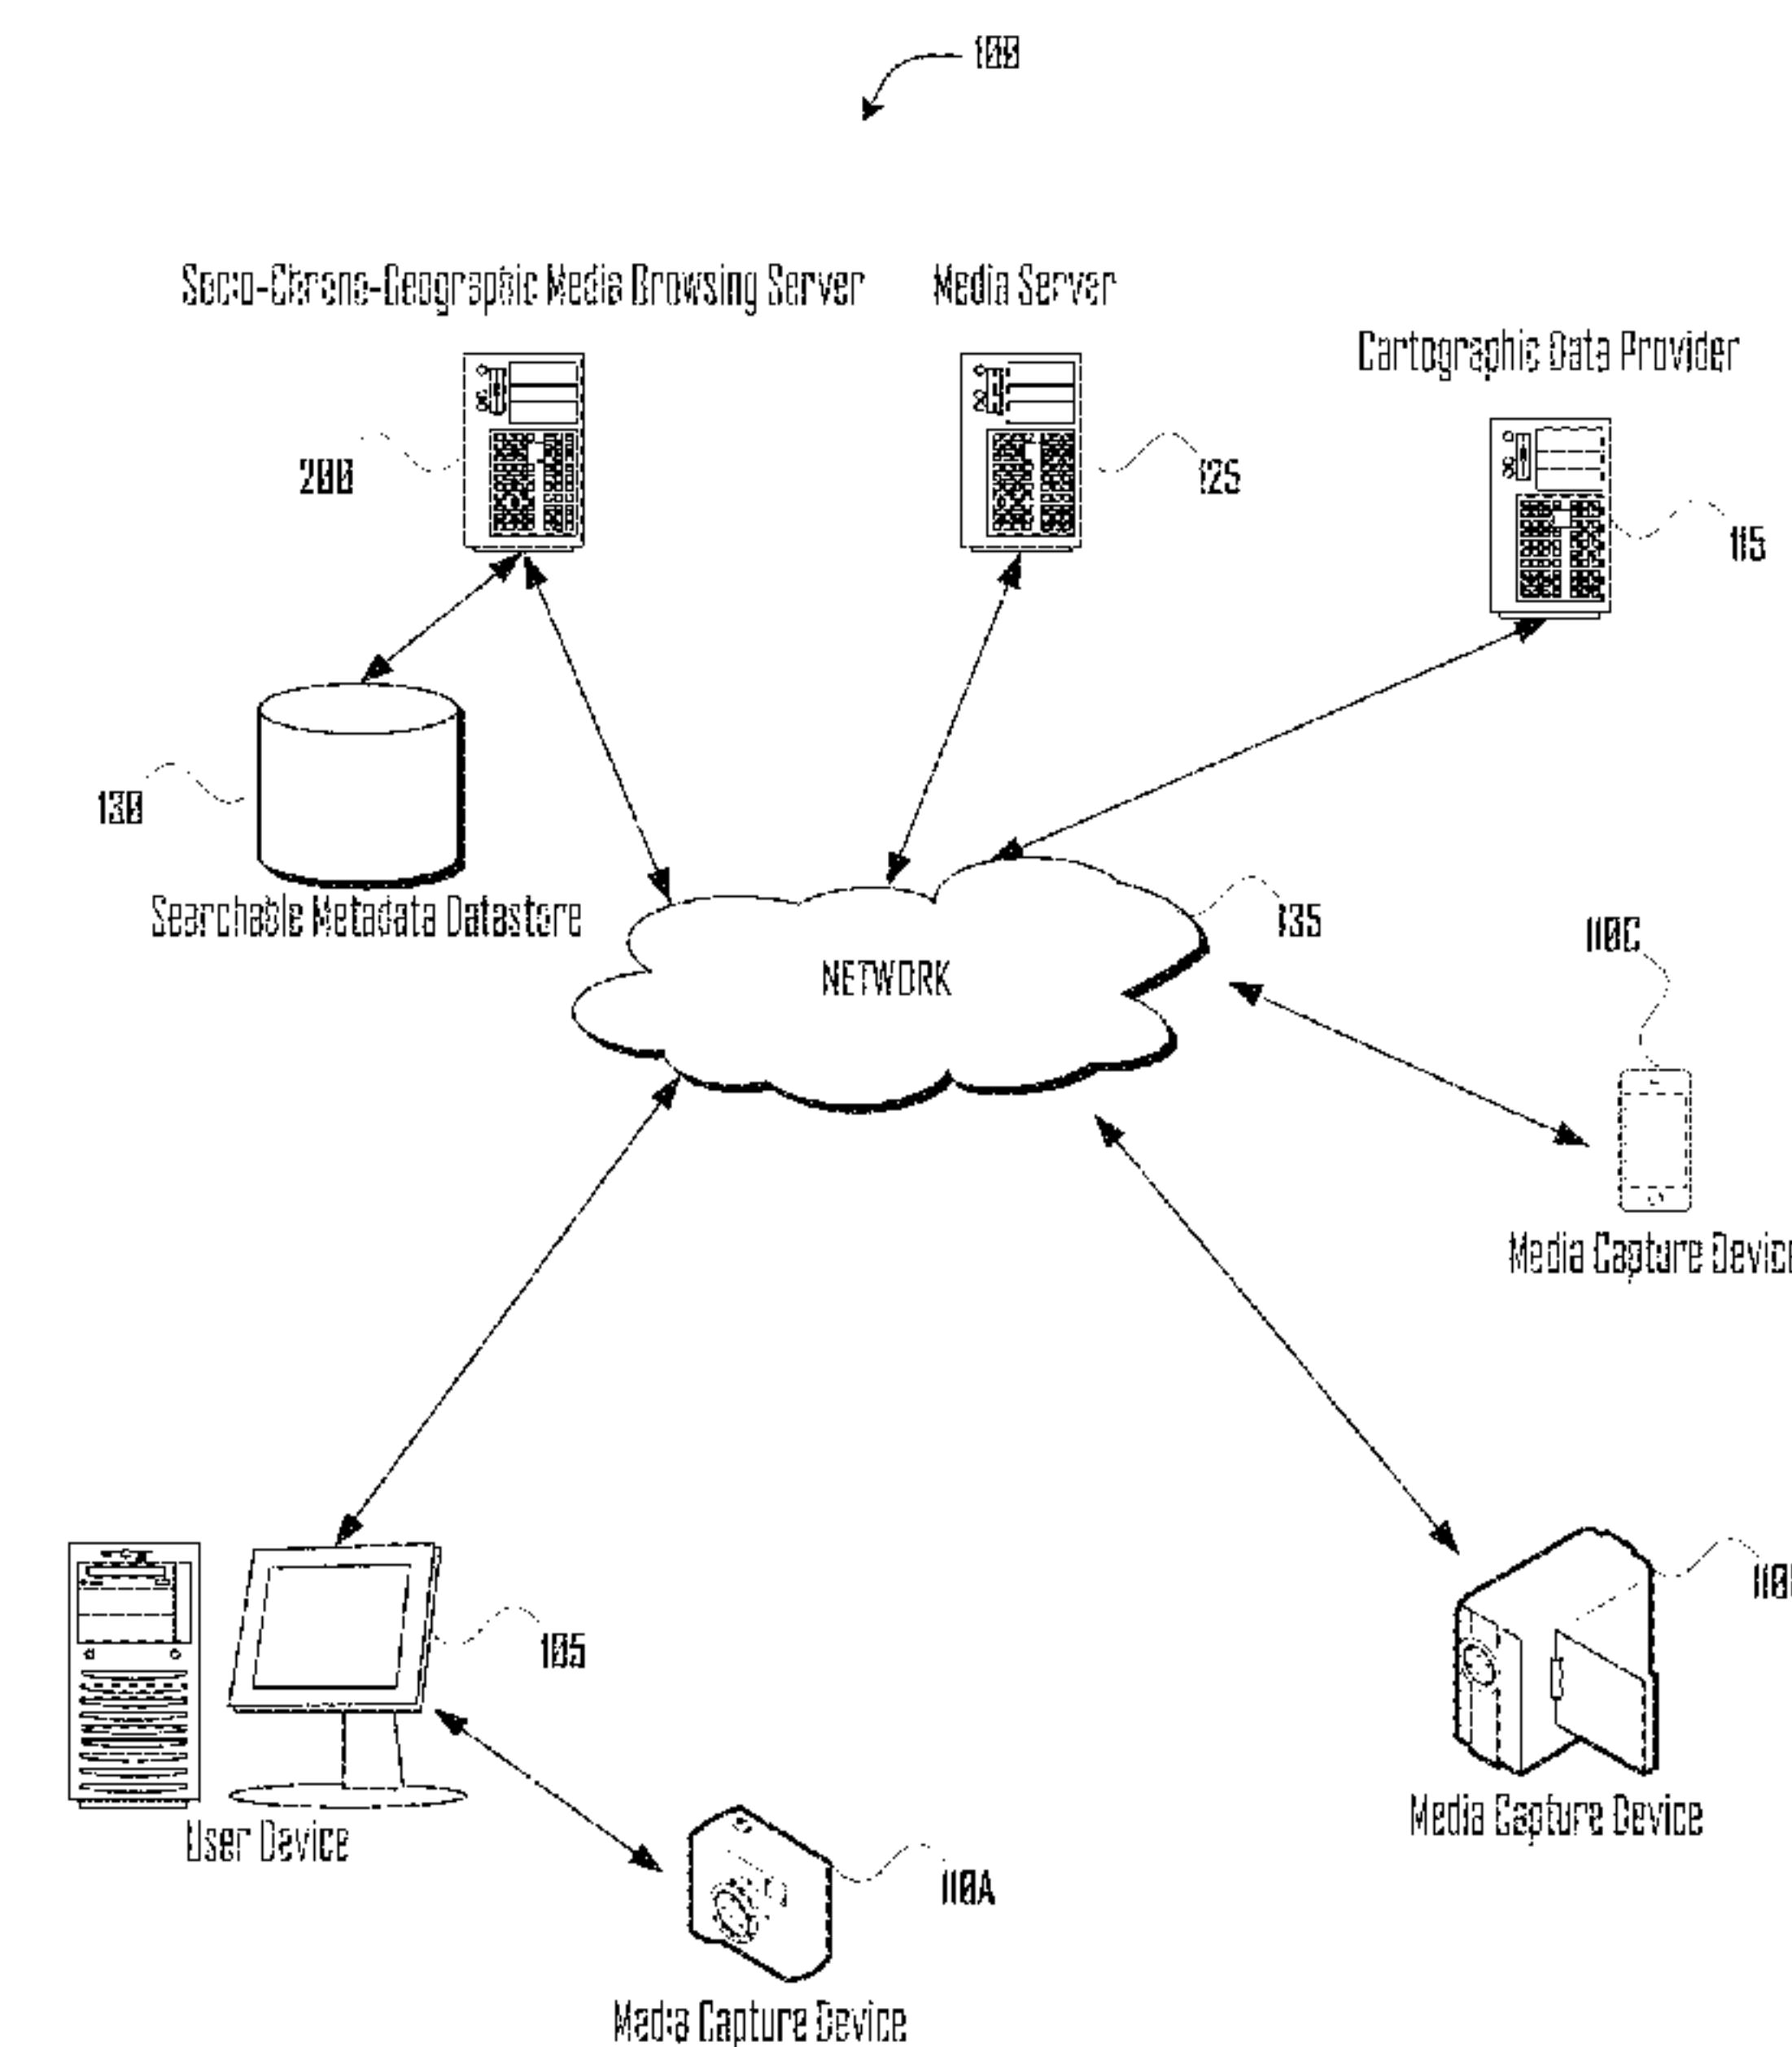 100
Socio-Chrono-Geographic Media Browsing Server
Media Server
Cartographic Data Provider
200
125
115
130
Searchable Metadata Datastore
135
110C
NETWORK
Media Capture Device
105
User Device
Media Capture Device
110A
Media Capture Device